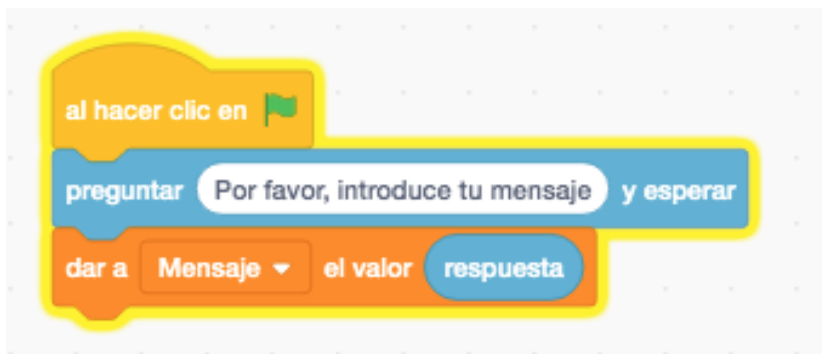 al hacer clic en
preguntar Por favor, introduce tu mensaje y esperar
dar a Mensaje el valor respuesta